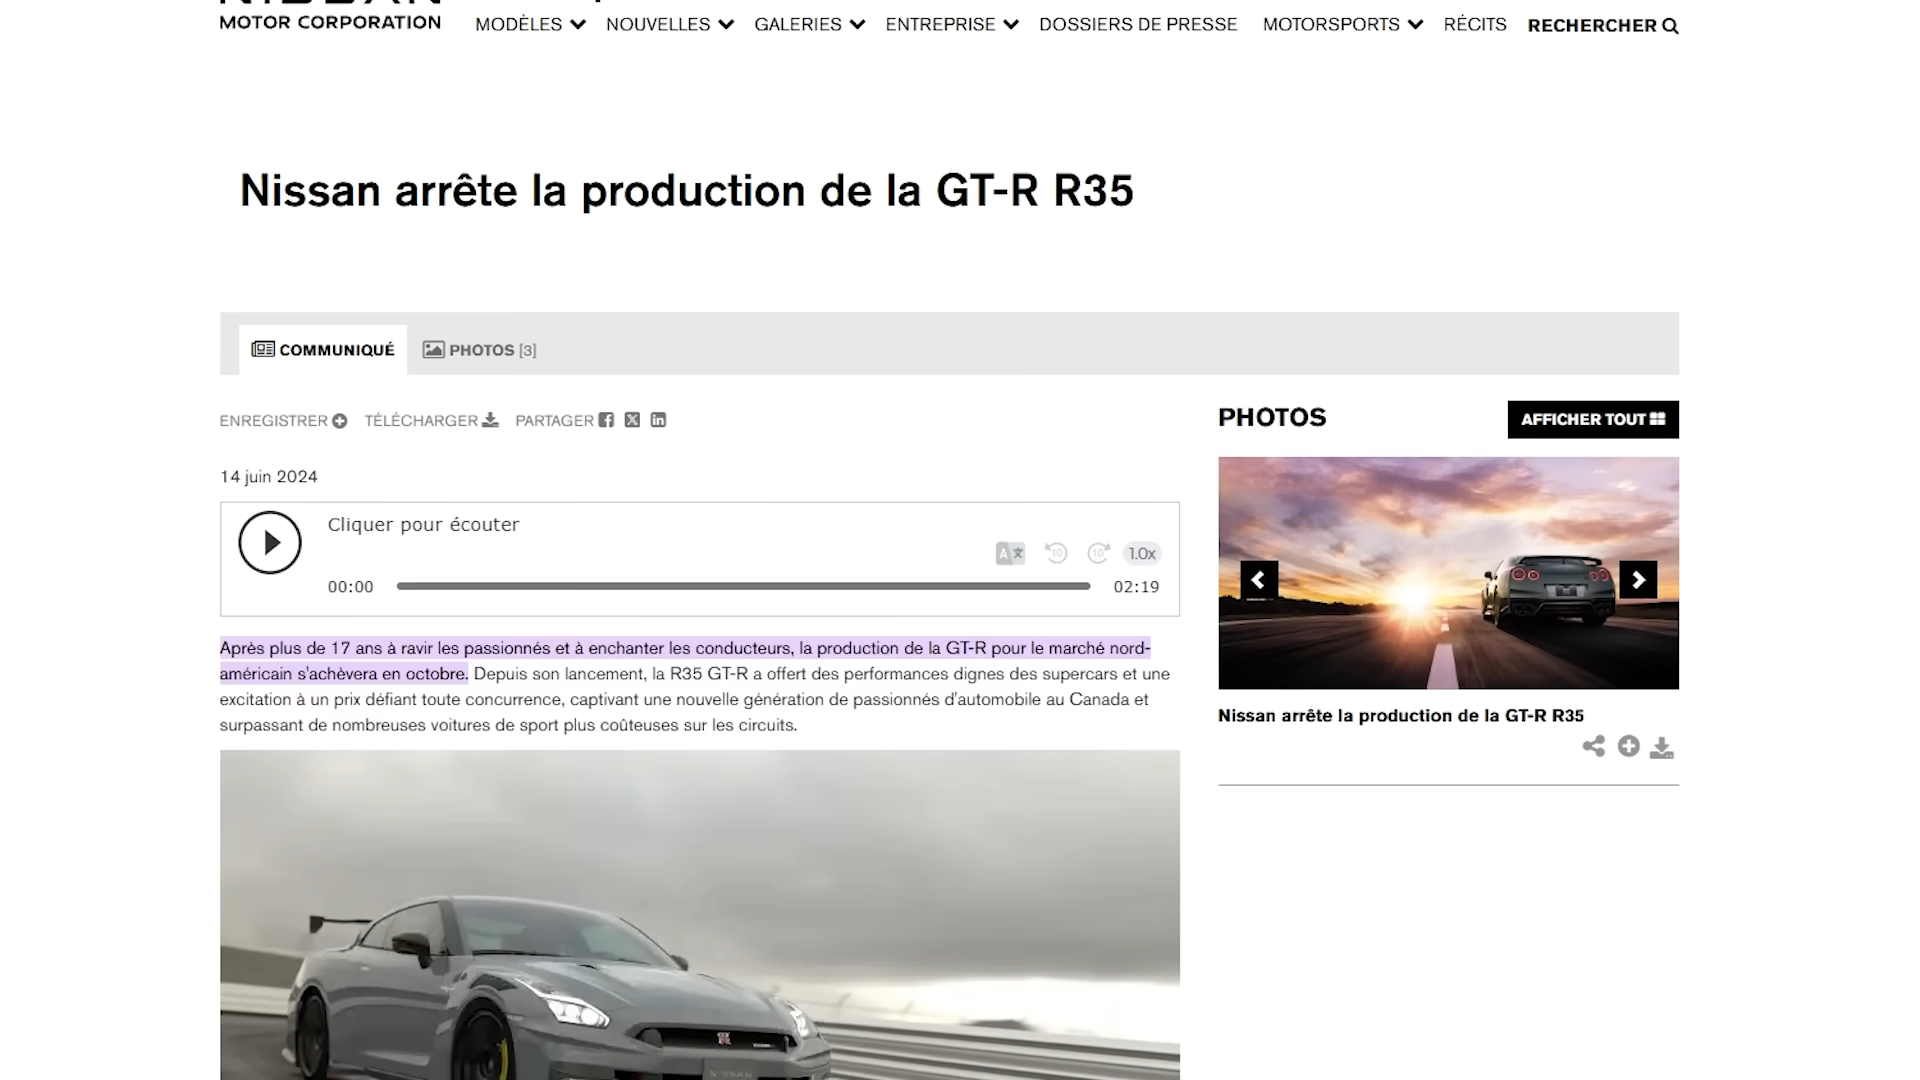 NISSAN
MOTOR CORPORATION
MODÈLES
NOUVELLES
GALERIES
ENTREPRISE
DOSSIERS DE PRESSE
MOTORSPORTS
RÉCITS
RECHERCHER
Nissan arrête la production de la GT-R R35
COMMUNIQUÉ
PHOTOS [3]
ENREGISTRER
TÉLÉCHARGER
PARTAGER
14 juin 2024
Cliquer pour écouter
10
10
1.0x
00:00
02:19
Après plus de 17 ans à ravir les passionnés et à enchanter les conducteurs, la production de la GT-R pour le marché nord-
américain s'achèvera en octobre. Depuis son lancement, la R35 GT-R a offert des performances dignes des supercars et une
excitation à un prix défiant toute concurrence, captivant une nouvelle génération de passionnés d'automobile au Canada et
surpassant de nombreuses voitures de sport plus coûteuses sur les circuits.
PHOTOS
AFFICHER TOUT
Nissan arrête la production de la GT-R R35